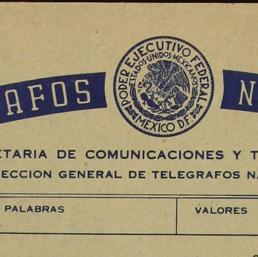 PODER EJECUTIVO FEDERAL
ESTADOS UNIDOS MEXICANOS
MEXICO D.F.
AFOS N
ETARIA DE COMUNICACIONES Y T
ECCION GENERAL DE TELEGRAFOS N
PALABRAS VALORES